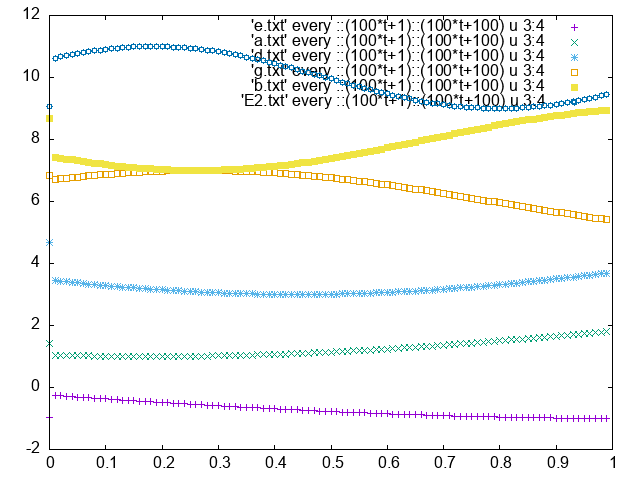 12
10
8
6
4
2
0
-2
'e.txt' every ::(100*t+1)::(100*t+100) u 3:4
'a.txt' every ::(100*t+1)::(100*t+100) u 3:4
'd.txt' every ::(100*t+1)::(100*t+100) u 3:4
'g.txt' every ::(100*t+1)::(100*t+100) u 3:4
'b.txt' every ::(100*t+1)::(100*t+100) u 3:4
'E2.txt' every ::(100*t+1)::(100*t+100) u 3:4
0 0.1 0.2 0.3 0.4 0.5 0.6 0.7 0.8 0.9 1